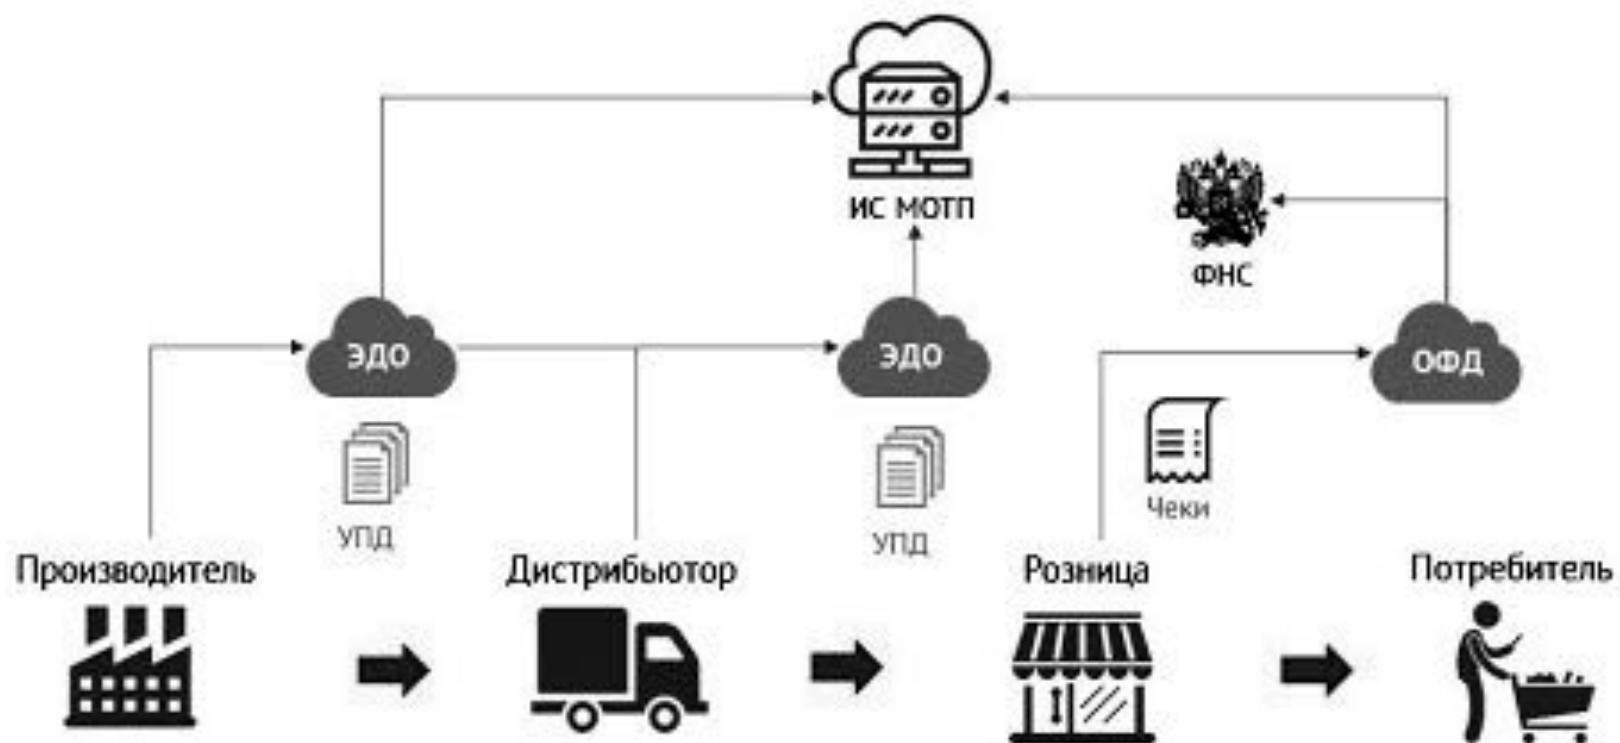 ИС МОТП
ФНС
ЭДО
ЭДО
ОФД
УПД
УПД
Чеки
Производитель
Дистрибьютор
Розница
Потребитель